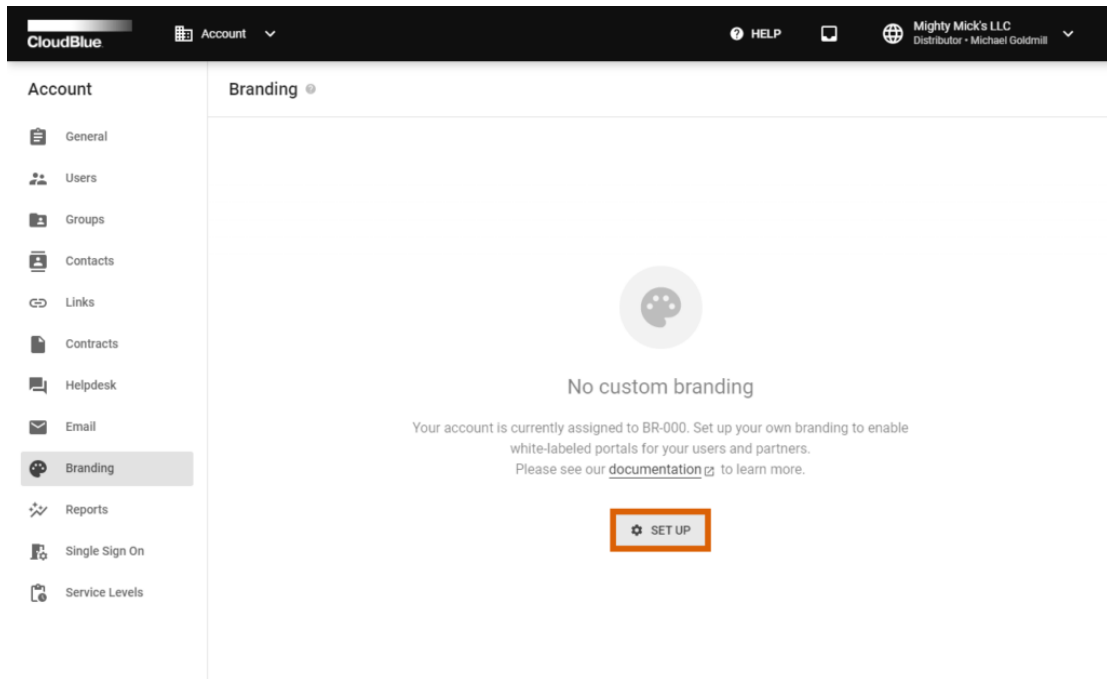 CloudBlue
Account
HELP
Mighty Mick's LLC
Distributor • Michael Goldmill
Account
General
Users
Groups
Contacts
Links
Contracts
Helpdesk
Email
Branding
Reports
Single Sign On
Service Levels
Branding
No custom branding
Your account is currently assigned to BR-000. Set up your own branding to enable
white-labeled portals for your users and partners.
Please see our documentation to learn more.
SET UP